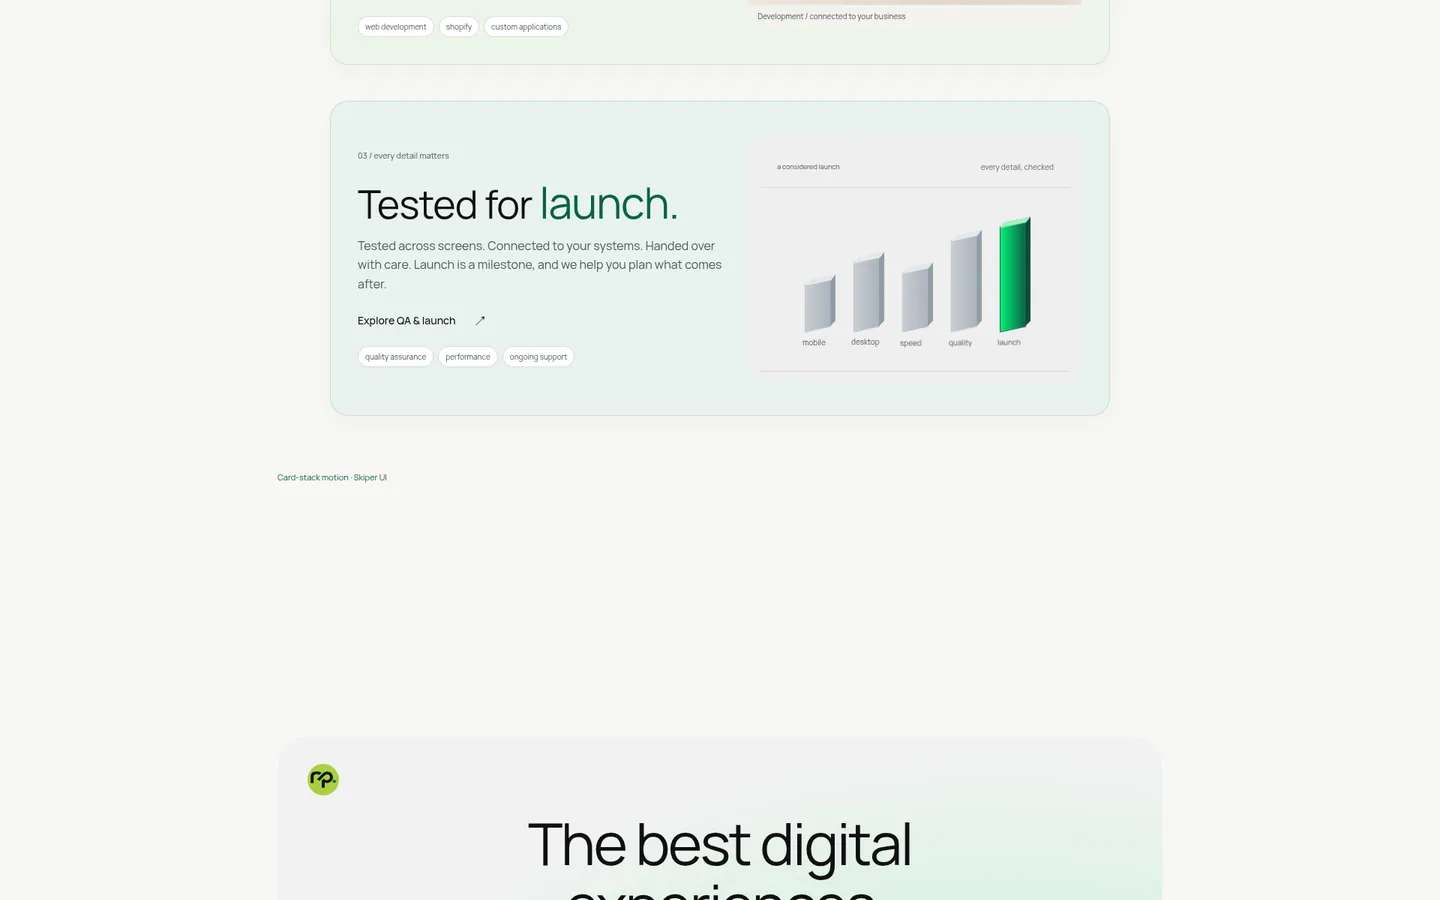 web development
shopify
custom applications
Development / connected to your business
03 / every detail matters
Tested for launch.
Tested across screens. Connected to your systems. Handed over
with care. Launch is a milestone, and we help you plan what comes
after.
Explore QA & launch ↗
quality assurance
performance
ongoing support
a considered launch
every detail, checked
mobile
desktop
speed
quality
launch
Card-stack motion · Skiper UI
rp.
The best digital
experiences